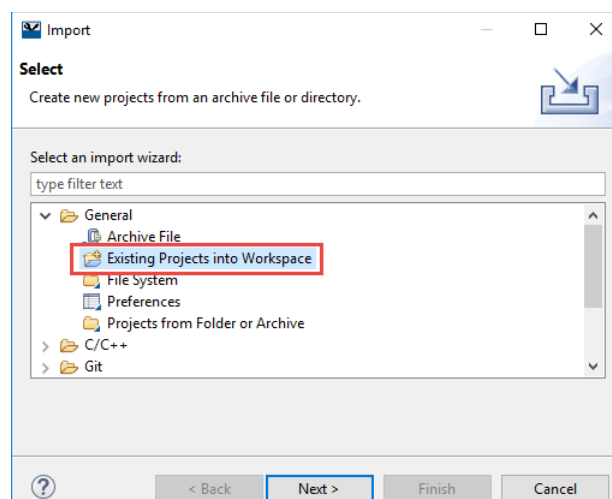 Import
Select
Create new projects from an archive file or directory.
Select an import wizard:
type filter text
General
Archive File
Existing Projects into Workspace
File System
Preferences
Projects from Folder or Archive
C/C++
Git
?
< Back Next > Finish Cancel